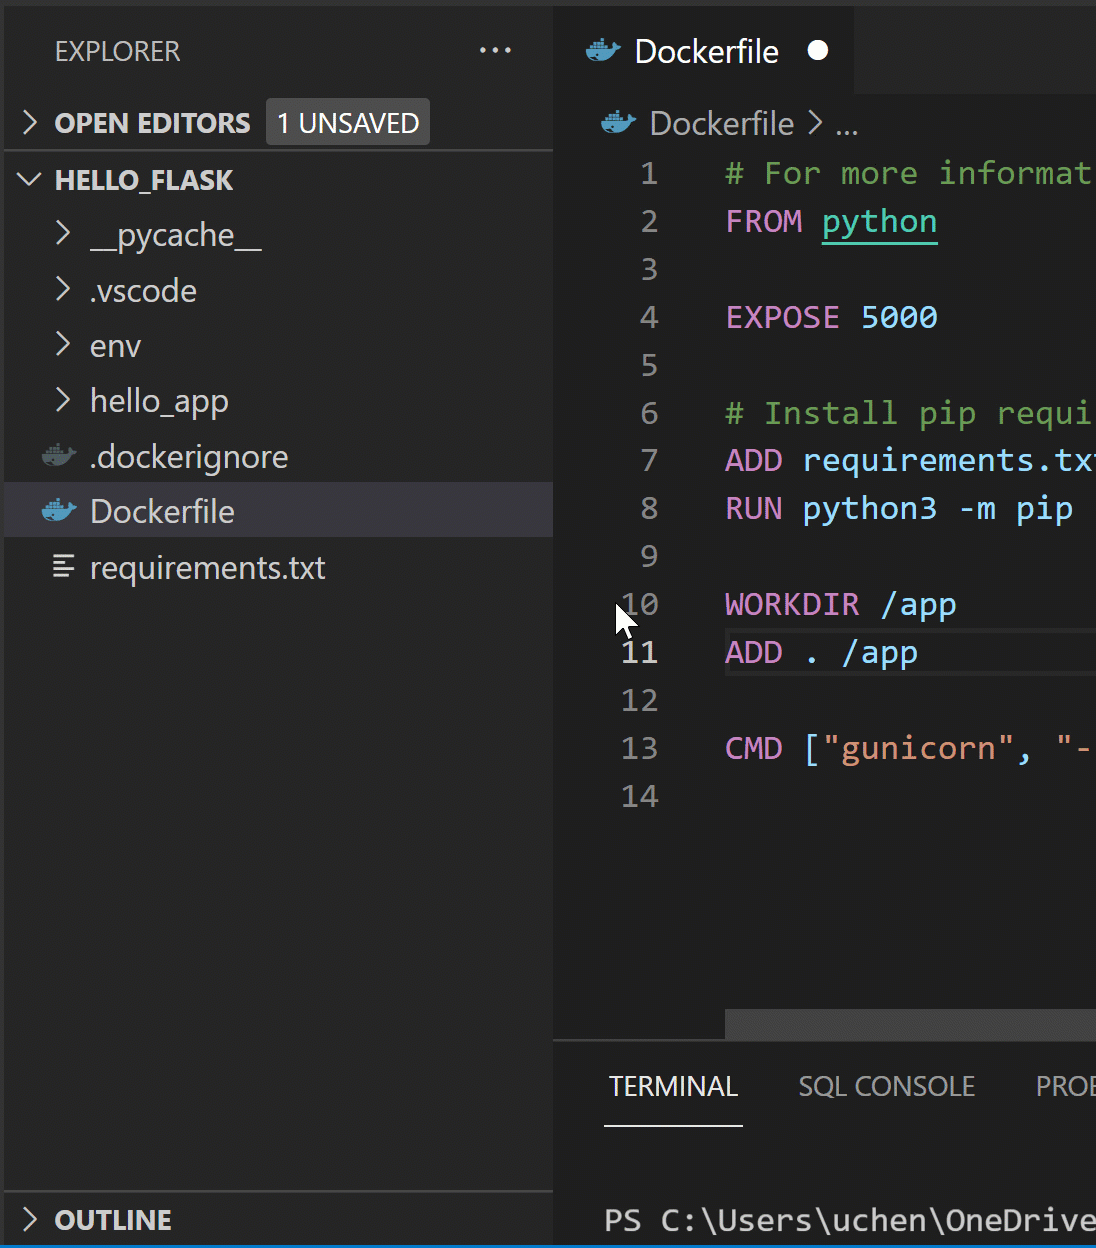 EXPLORER
OPEN EDITORS 1 UNSAVED
HELLO_FLASK
__pycache__
.vscode
env
hello_app
.dockerignore
Dockerfile
requirements.txt
OUTLINE
Dockerfile
Dockerfile > ...
1 # For more informat
2 FROM python
3
4 EXPOSE 5000
5
6 # Install pip requi
7 ADD requirements.tx
8 RUN python3 -m pip
9
10 WORKDIR /app
11 ADD . /app
12
13 CMD ["gunicorn", "-
14
TERMINAL SQL CONSOLE PROB
PS C:\Users\uchen\OneDrive